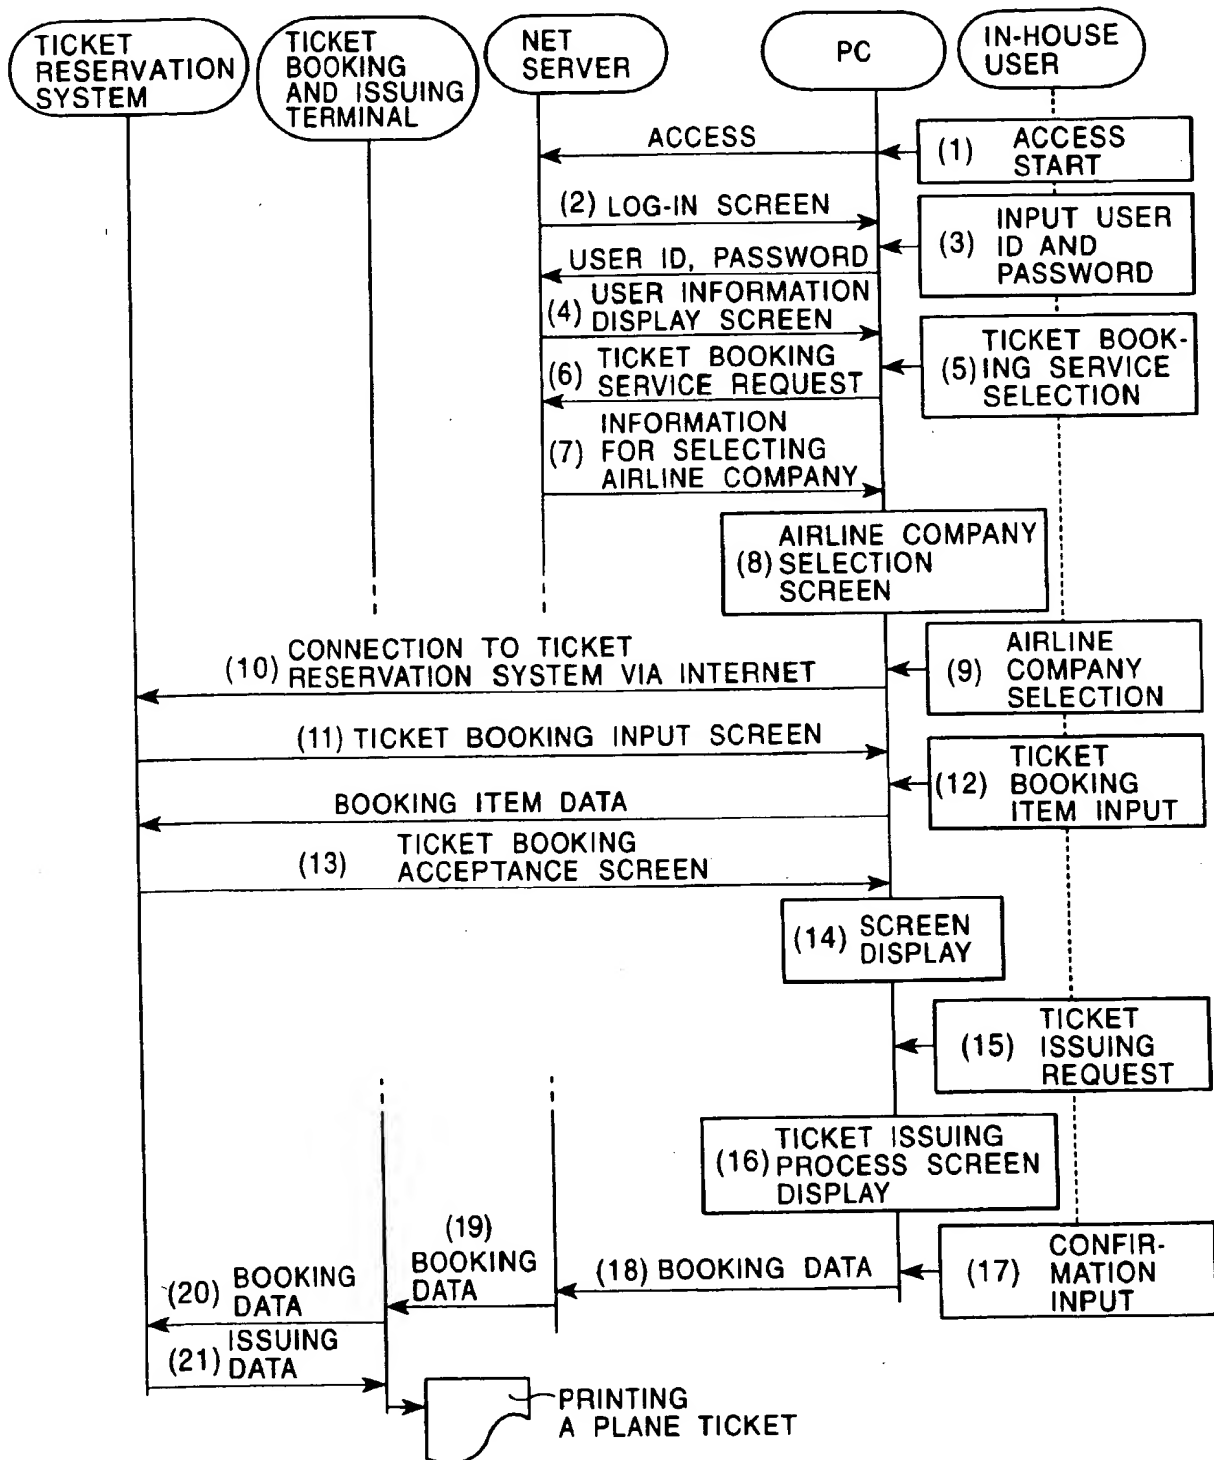 TICKET
RESERVATION
SYSTEM
TICKET
BOOKING
AND ISSUING
TERMINAL
NET
SERVER
PC
IN-HOUSE
USER
ACCESS
(1) ACCESS
START
(2) LOG-IN SCREEN
(3) INPUT USER
ID AND
PASSWORD
USER ID, PASSWORD
(4) USER INFORMATION
DISPLAY SCREEN
(5) TICKET BOOK-
ING SERVICE
SELECTION
(6) TICKET BOOKING
SERVICE REQUEST
(7) INFORMATION
FOR SELECTING
AIRLINE COMPANY
(8) AIRLINE COMPANY
SELECTION
SCREEN
(9) AIRLINE
COMPANY
SELECTION
(10) CONNECTION TO TICKET
RESERVATION SYSTEM VIA INTERNET
(11) TICKET BOOKING INPUT SCREEN
(12) TICKET
BOOKING
ITEM INPUT
BOOKING ITEM DATA
(13) TICKET BOOKING
ACCEPTANCE SCREEN
(14) SCREEN
DISPLAY
(15) TICKET
ISSUING
REQUEST
(16) TICKET ISSUING
PROCESS SCREEN
DISPLAY
(17) CONFIR-
MATION
INPUT
(18) BOOKING DATA
(19)
BOOKING
DATA
(20) BOOKING
DATA
(21) ISSUING
DATA
PRINTING
A PLANE TICKET